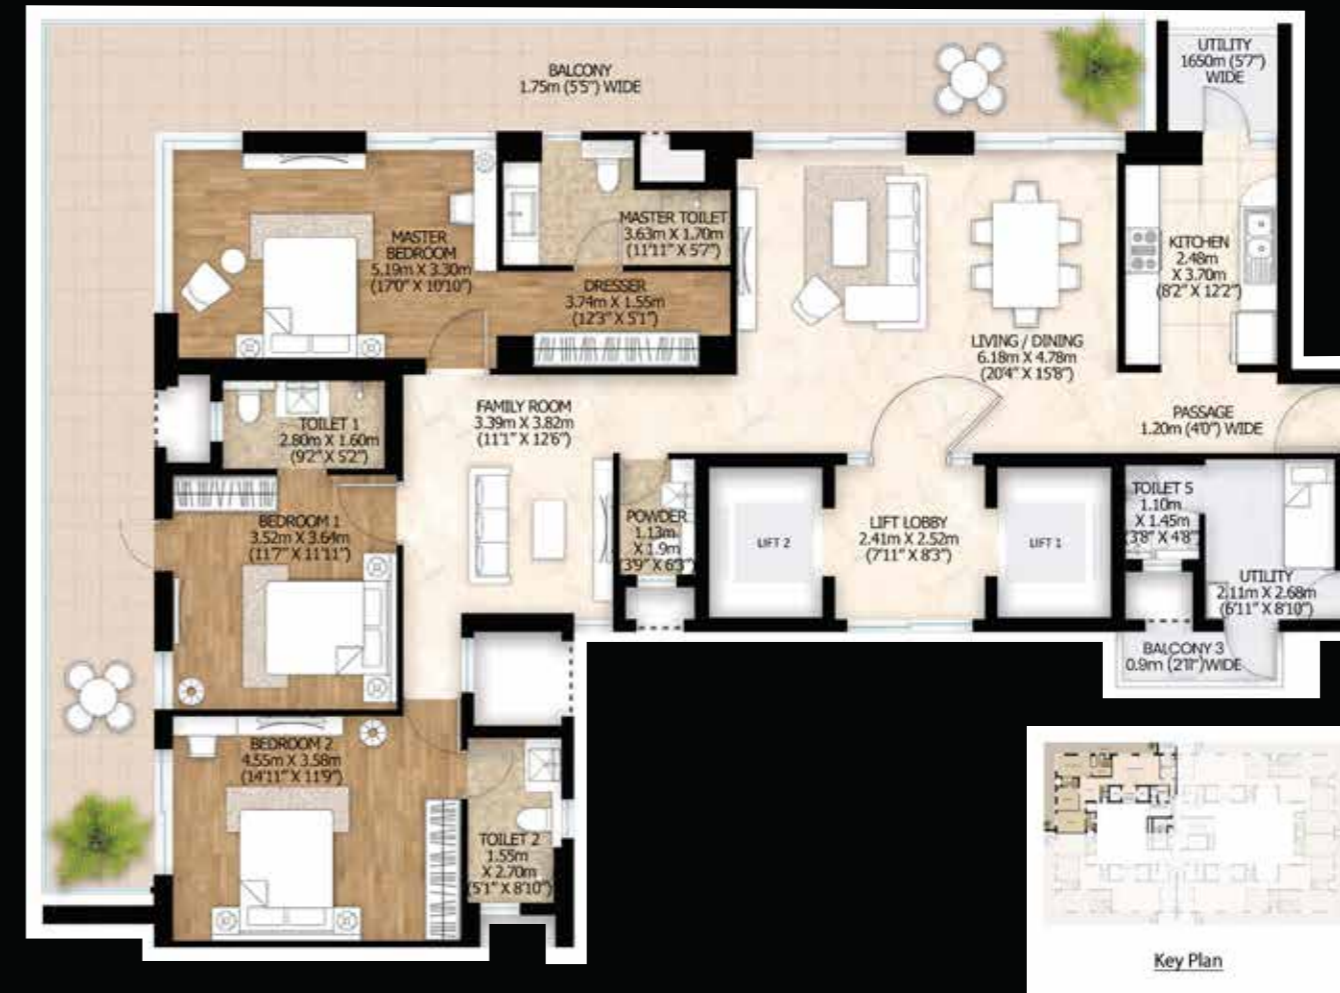 BALCONY
1.75m (5'5") WIDE
UTILITY
1650m (5'7")
WIDE
MASTER
BEDROOM
5.19m X 3.30m
(17'0" X 10'10")
MASTER TOILET
3.63m X 1.70m
(11'11" X 5'7")
DRESSER
3.74m X 1.55m
(12'3" X 5'1")
KITCHEN
2.48m
X 3.70m
(8'2" X 12'2")
LIVING / DINING
6.18m X 4.78m
(20'4" X 15'8")
FAMILY ROOM
3.39m X 3.82m
(11'1" X 12'6")
PASSAGE
1.20m (4'0") WIDE
TOILET 1
2.80m X 1.60m
(9'2" X 5'2")
BEDROOM 1
3.52m X 3.64m
(11'7" X 11'11")
POWDER
1.13m
X 1.9m
(3'9" X 6'3")
LIFT 2
LIFT LOBBY
2.41m X 2.52m
(7'11" X 8'3")
LIFT 1
TOILET 5
1.10m
X 1.45m
(3'8" X 4'8")
UTILITY
2.11m X 2.68m
(6'11" X 8'10")
BALCONY 3
0.9m (2'11")WIDE
BEDROOM 2
4.55m X 3.58m
(14'11" X 11'9")
TOILET 2
1.55m
X 2.70m
(5'1" X 8'10")
Key Plan